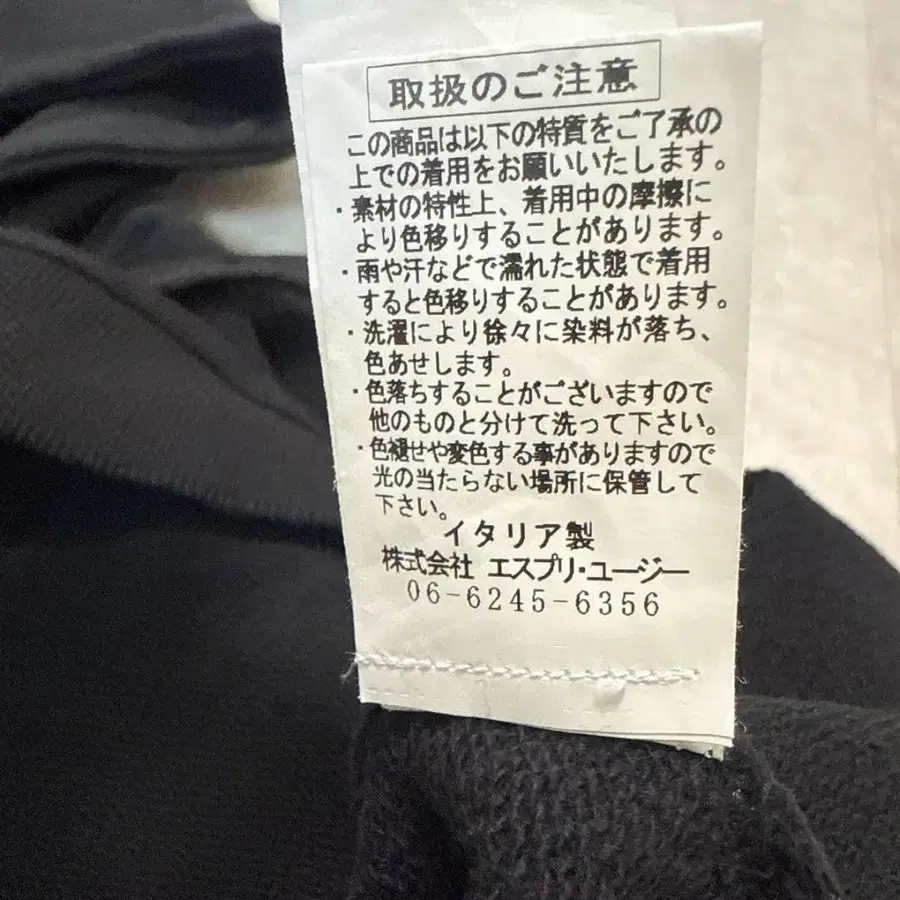 取扱のご注意
この商品は以下の特質をご了承の
上での着用をお願いいたします。
・素材の特性上、着用中の摩擦に
より色移りすることがあります。
・雨や汗などで濡れた状態で着用
すると色移りすることがあります。
・洗濯により徐々に染料が落ち、
色あせします。
・色落ちすることがございますので
他のものと分けて洗って下さい。
・色褪せや変色する事がありますので
光の当たらない場所に保管して
下さい。
イタリア製
株式会社 エスプリ・ユージー
06-6245-6356